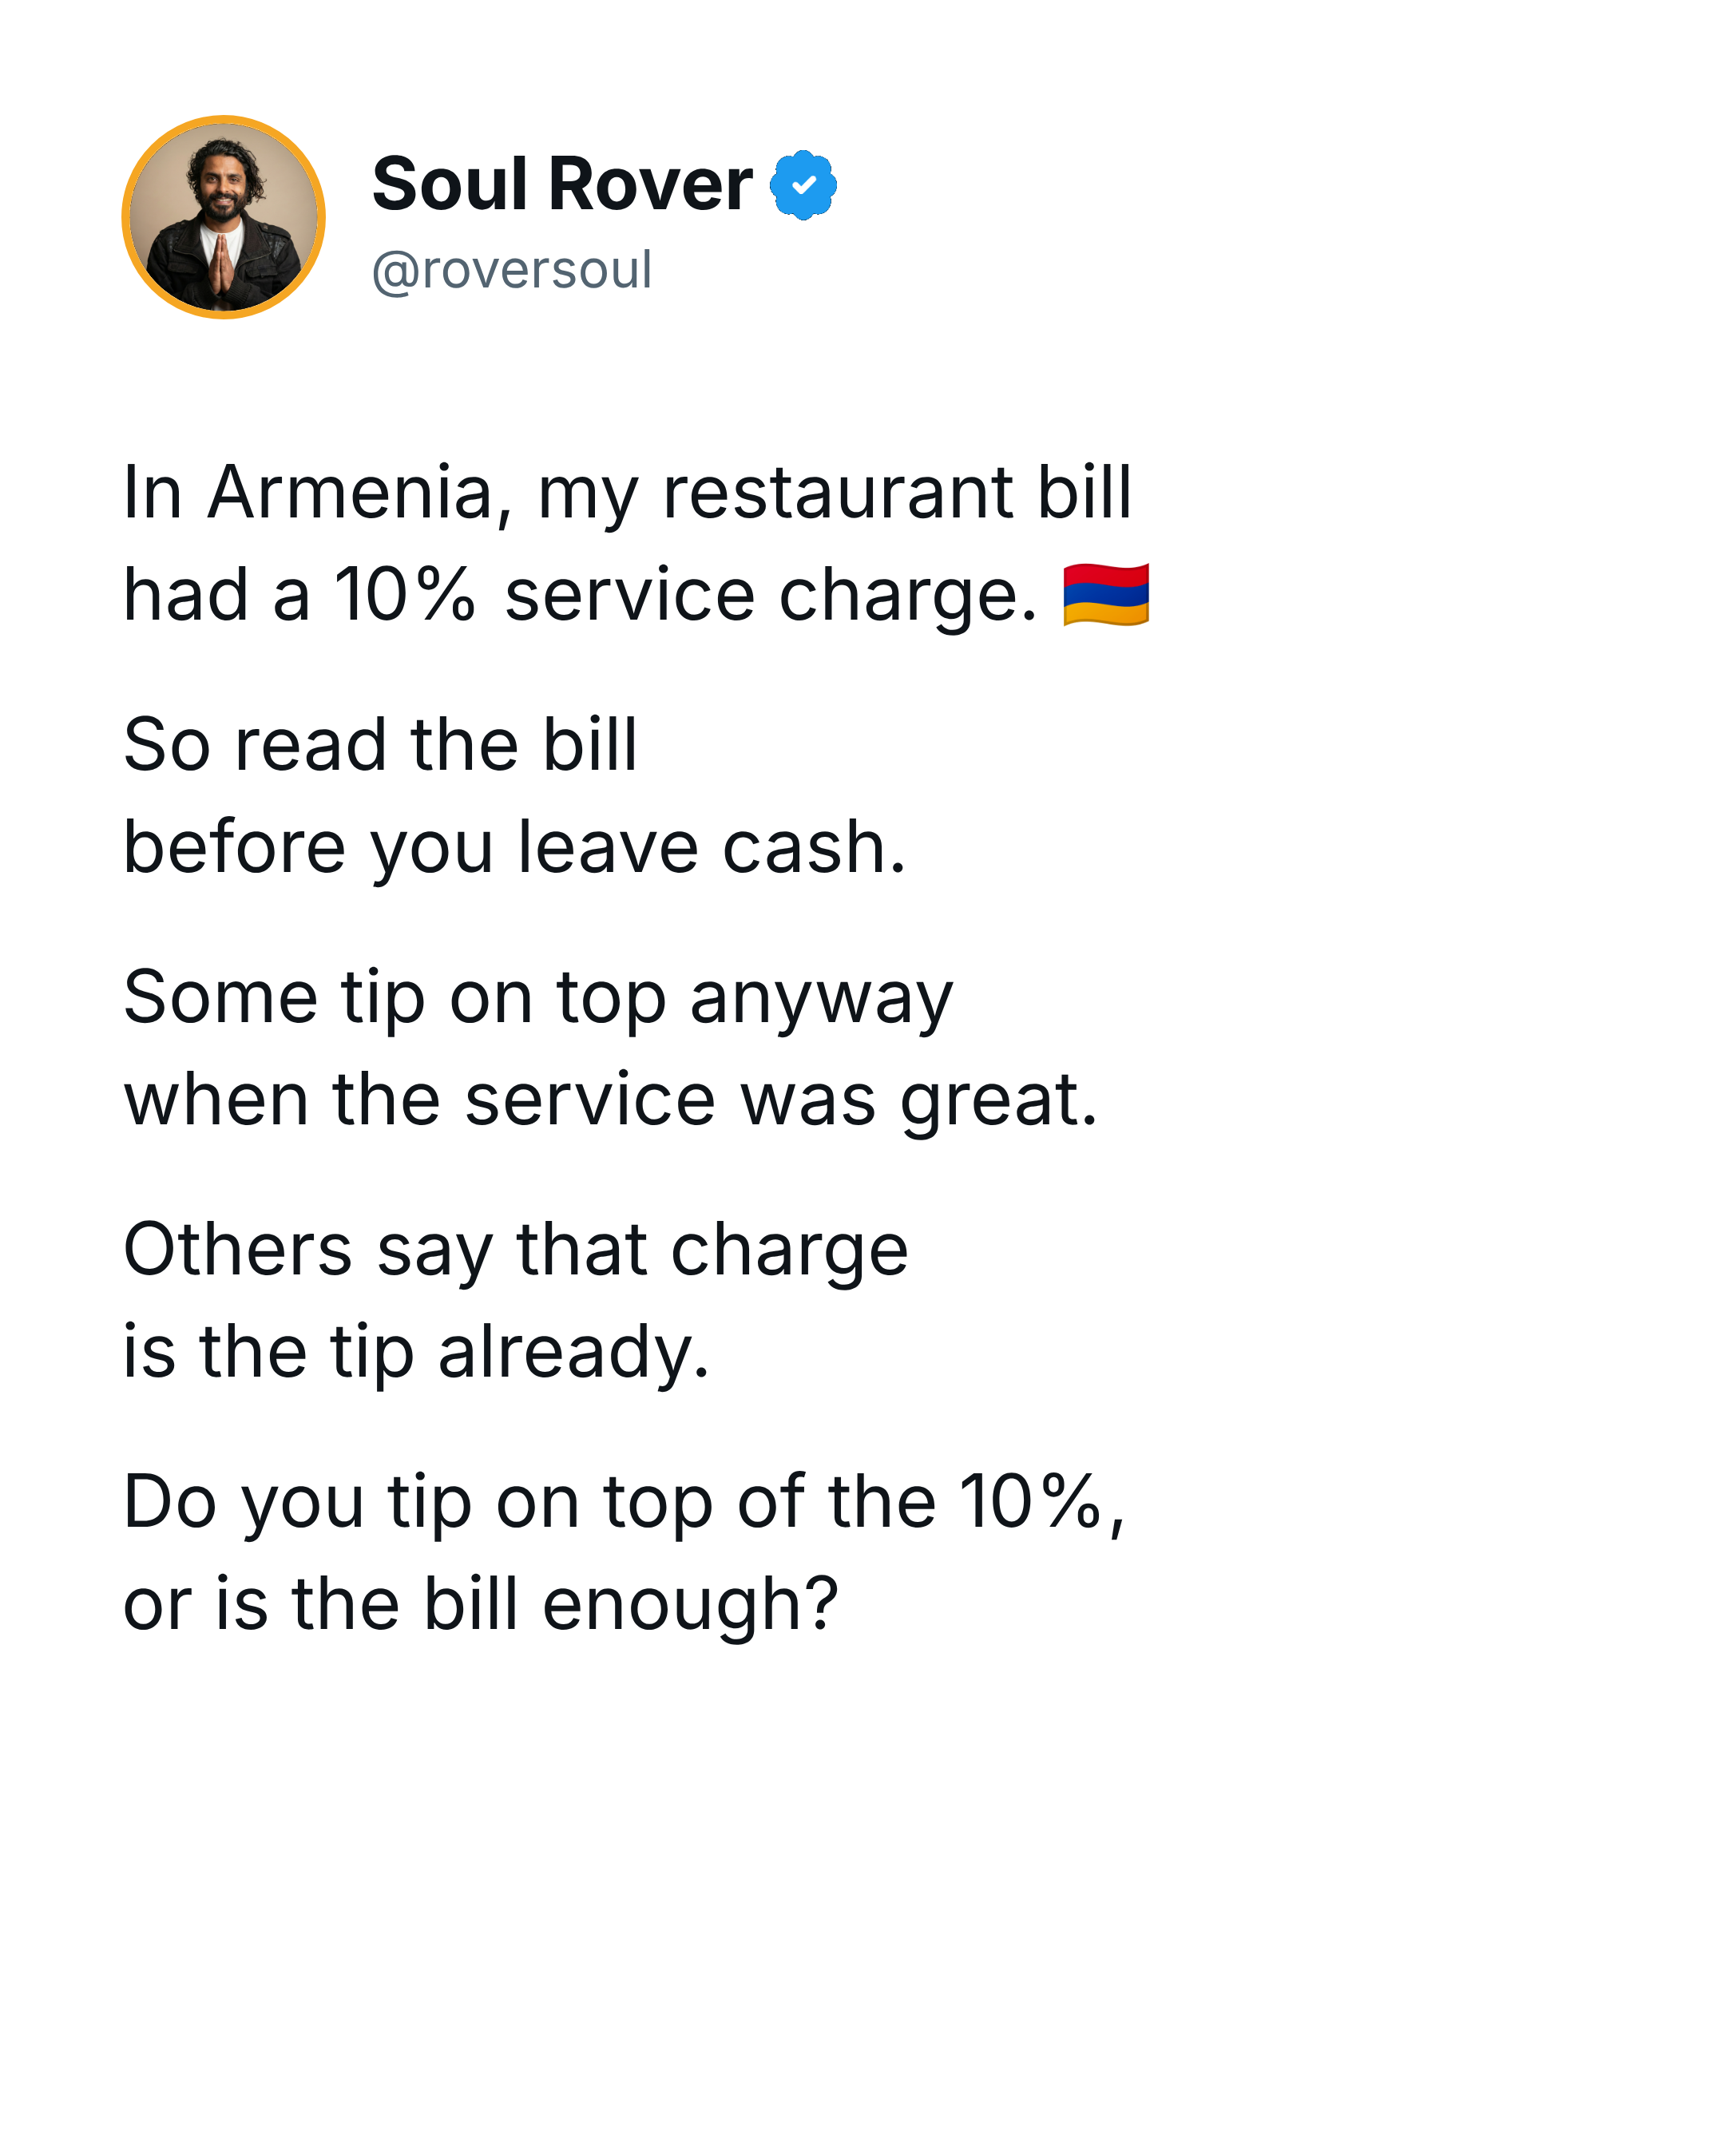 Soul Rover
@roversoul
In Armenia, my restaurant bill
had a 10% service charge. 🇦🇲
So read the bill
before you leave cash.
Some tip on top anyway
when the service was great.
Others say that charge
is the tip already.
Do you tip on top of the 10%,
or is the bill enough?